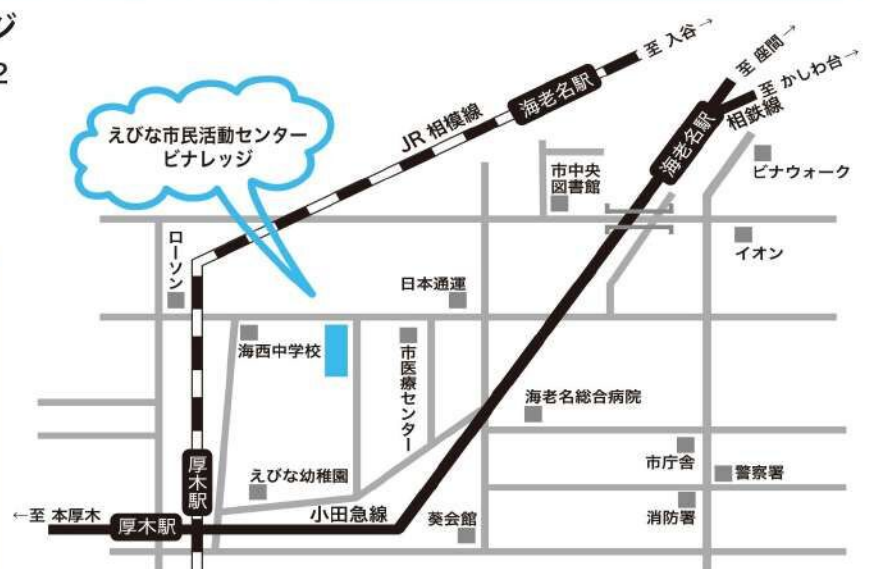 ジ
2
至 入谷→
至 座間→
至 かしわ台→
海老名駅
海老名駅
相鉄線
JR 相模線
えびな市民活動センター
ビナレッジ
市中央
図書館
ビナウォーク
イオン
ローソン
日本通運
海西中学校
市医療センター
海老名総合病院
市庁舎
警察署
えびな幼稚園
厚木駅
←至 本厚木
厚木駅
小田急線
葵会館
消防署